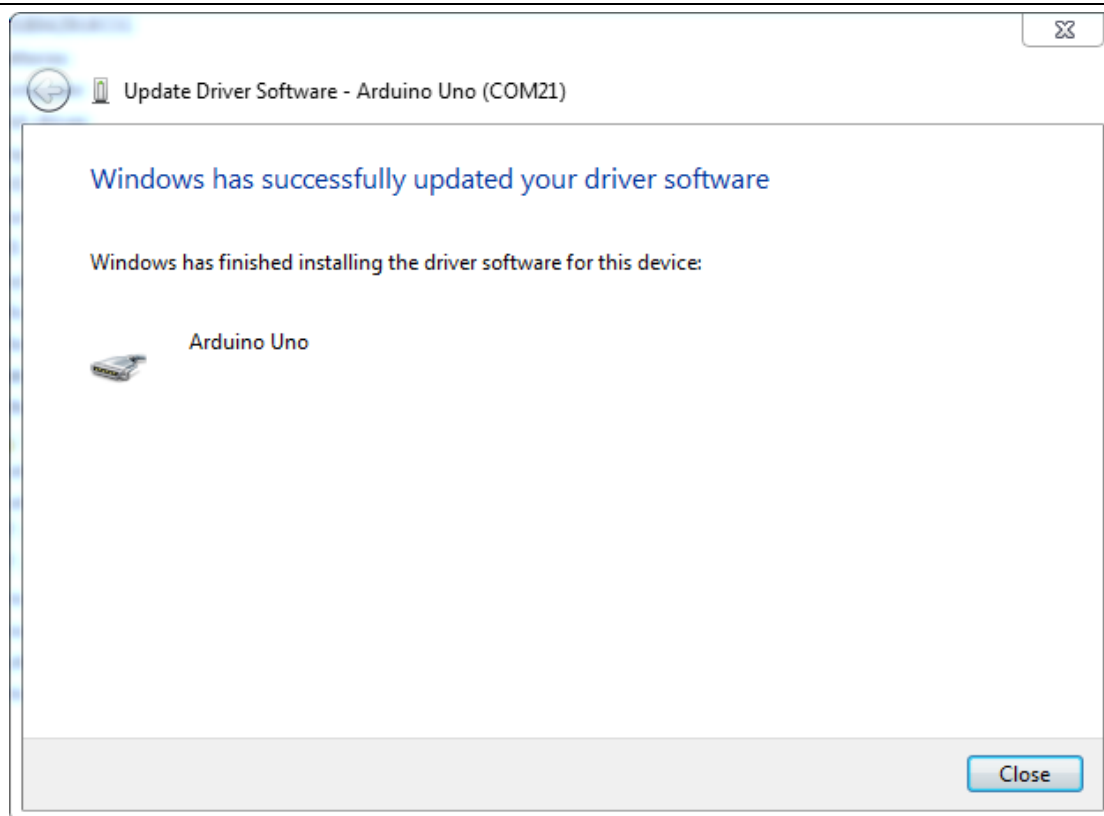 Update Driver Software - Arduino Uno (COM21)
Windows has successfully updated your driver software
Windows has finished installing the driver software for this device:
Arduino Uno
Close